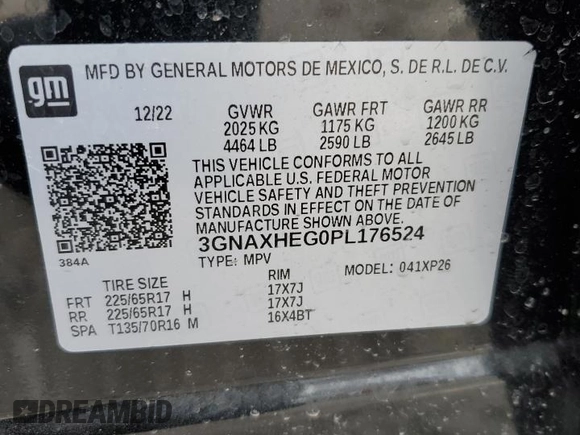 gm
MFD BY GENERAL MOTORS DE MEXICO, S. DE R.L. DE C.V.
12/22 GVWR GAWR FRT GAWR RR
2025 KG 1175 KG 1200 KG
4464 LB 2590 LB 2645 LB
THIS VEHICLE CONFORMS TO ALL
APPLICABLE U.S. FEDERAL MOTOR
VEHICLE SAFETY AND THEFT PREVENTION
STANDARDS IN EFFECT ON THE DATE OF
MANUFACTURE SHOWN ABOVE.
3GNAXHEG0PL176524
384A
TYPE: MPV MODEL: 041XP26
TIRE SIZE RIM
FRT 225/65R17 H 17X7J
RR 225/65R17 H 17X7J
SPA T135/70R16 M 16X4BT
DREAMBID